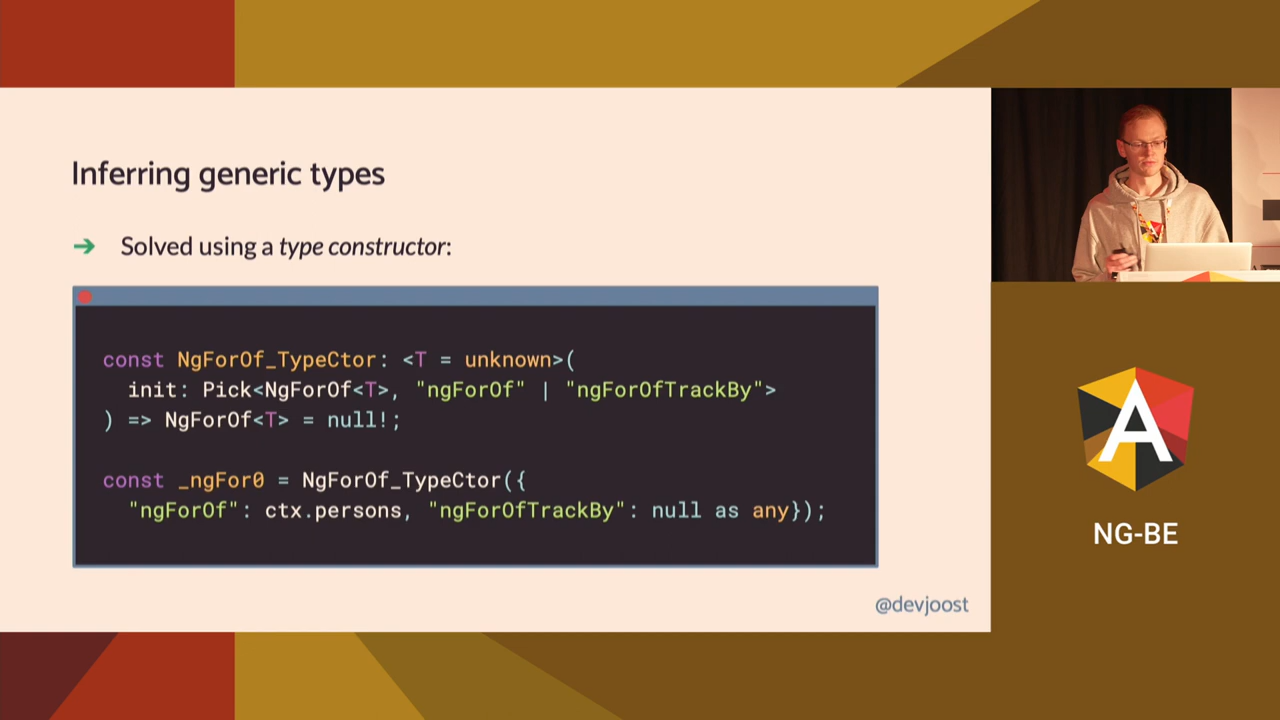 Inferring generic types
➔ Solved using a type constructor:
const NgForOf_TypeCtor: <T = unknown>(
  init: Pick<NgForOf<T>, "ngForOf" | "ngForOfTrackBy">
) => NgForOf<T> = null!;
const _ngFor0 = NgForOf_TypeCtor({
  "ngForOf": ctx.persons, "ngForOfTrackBy": null as any});
@devjoost
A
NG-BE